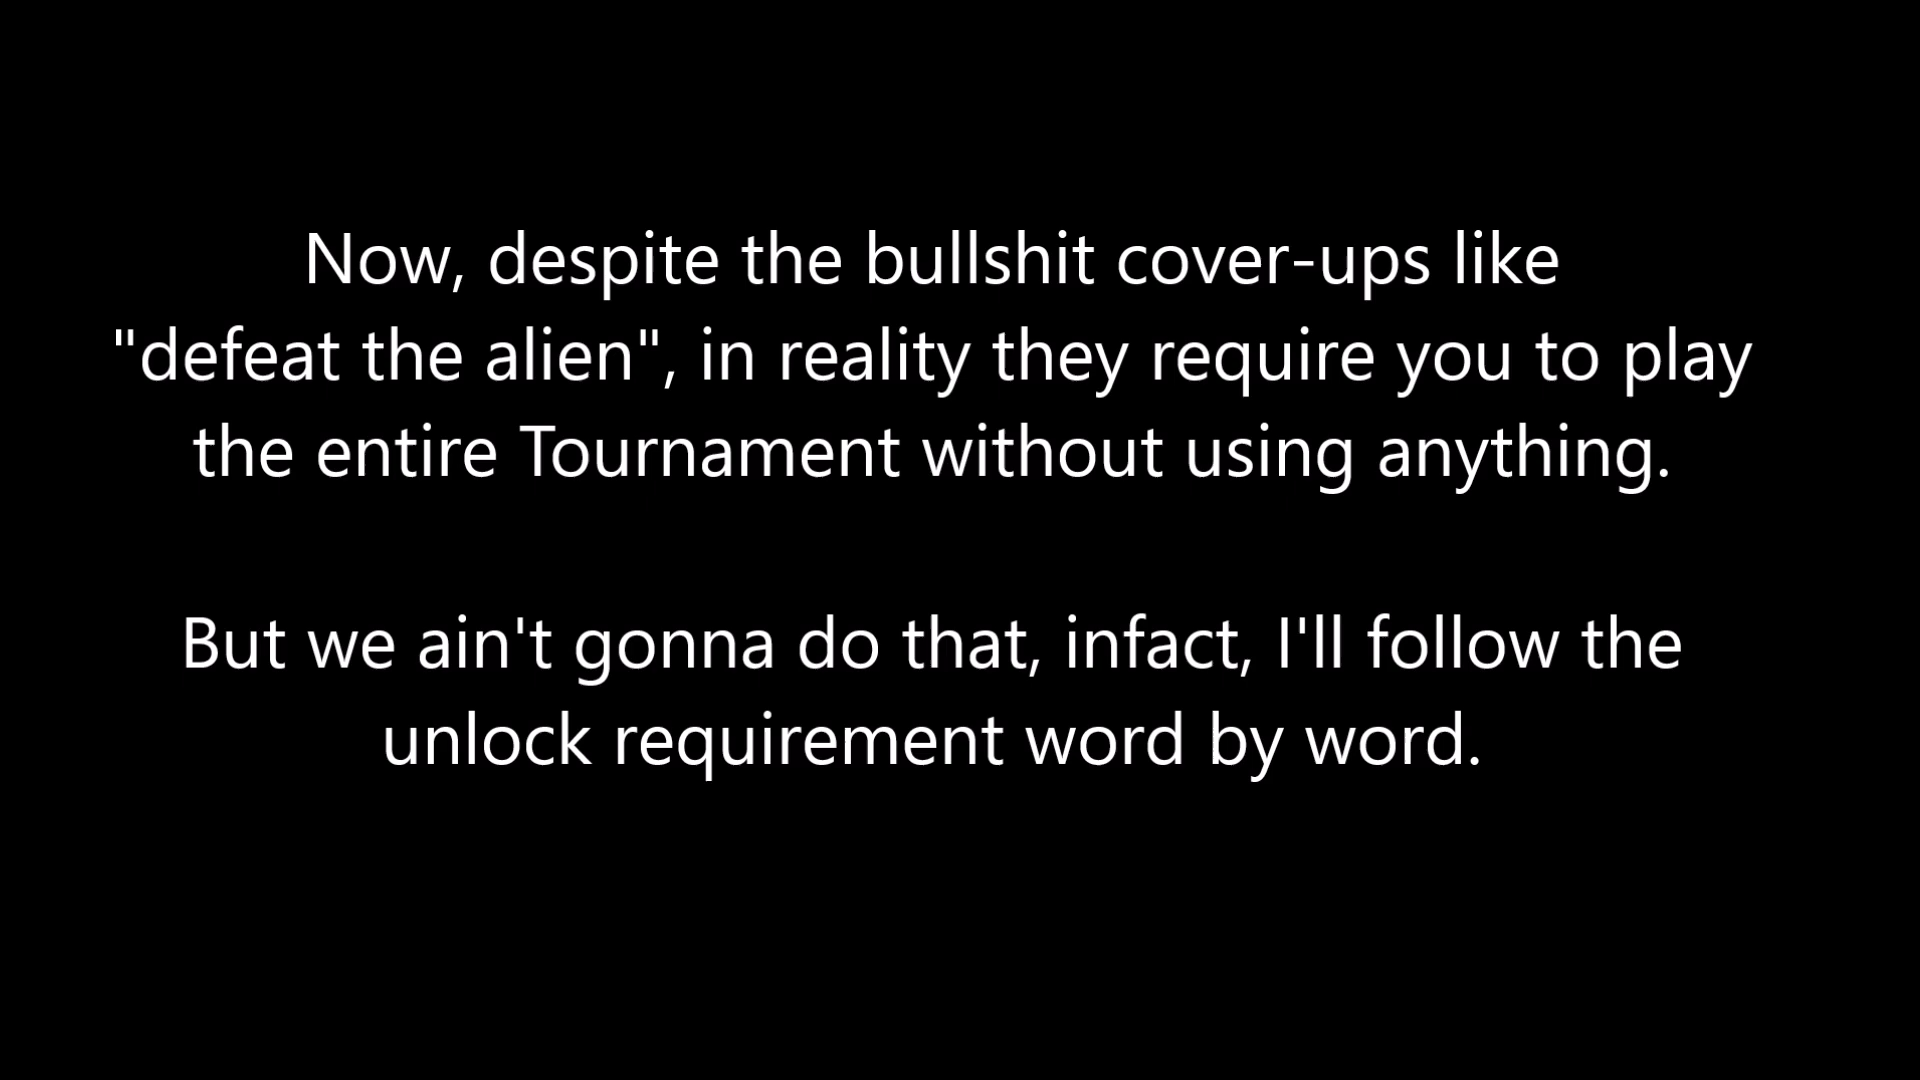 Now, despite the bullshit cover-ups like
"defeat the alien", in reality they require you to play
the entire Tournament without using anything.
But we ain't gonna do that, infact, I'll follow the
unlock requirement word by word.